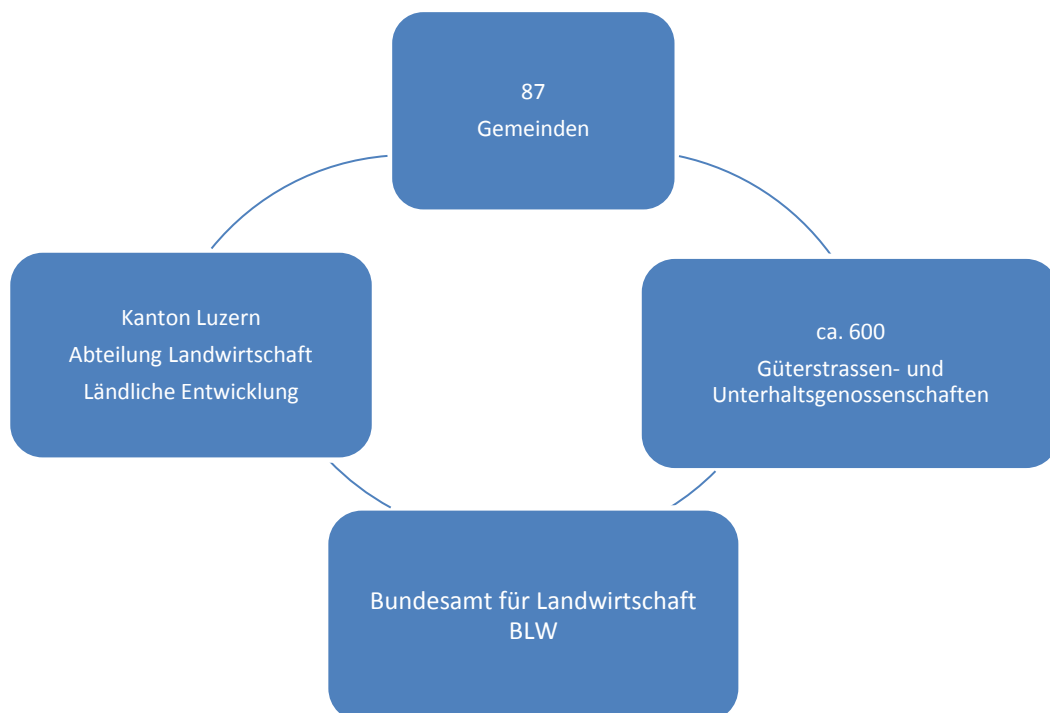 87
Gemeinden
Kanton Luzern
Abteilung Landwirtschaft
Ländliche Entwicklung
ca. 600
Güterstrassen- und
Unterhaltsgenossenschaften
Bundesamt für Landwirtschaft
BLW